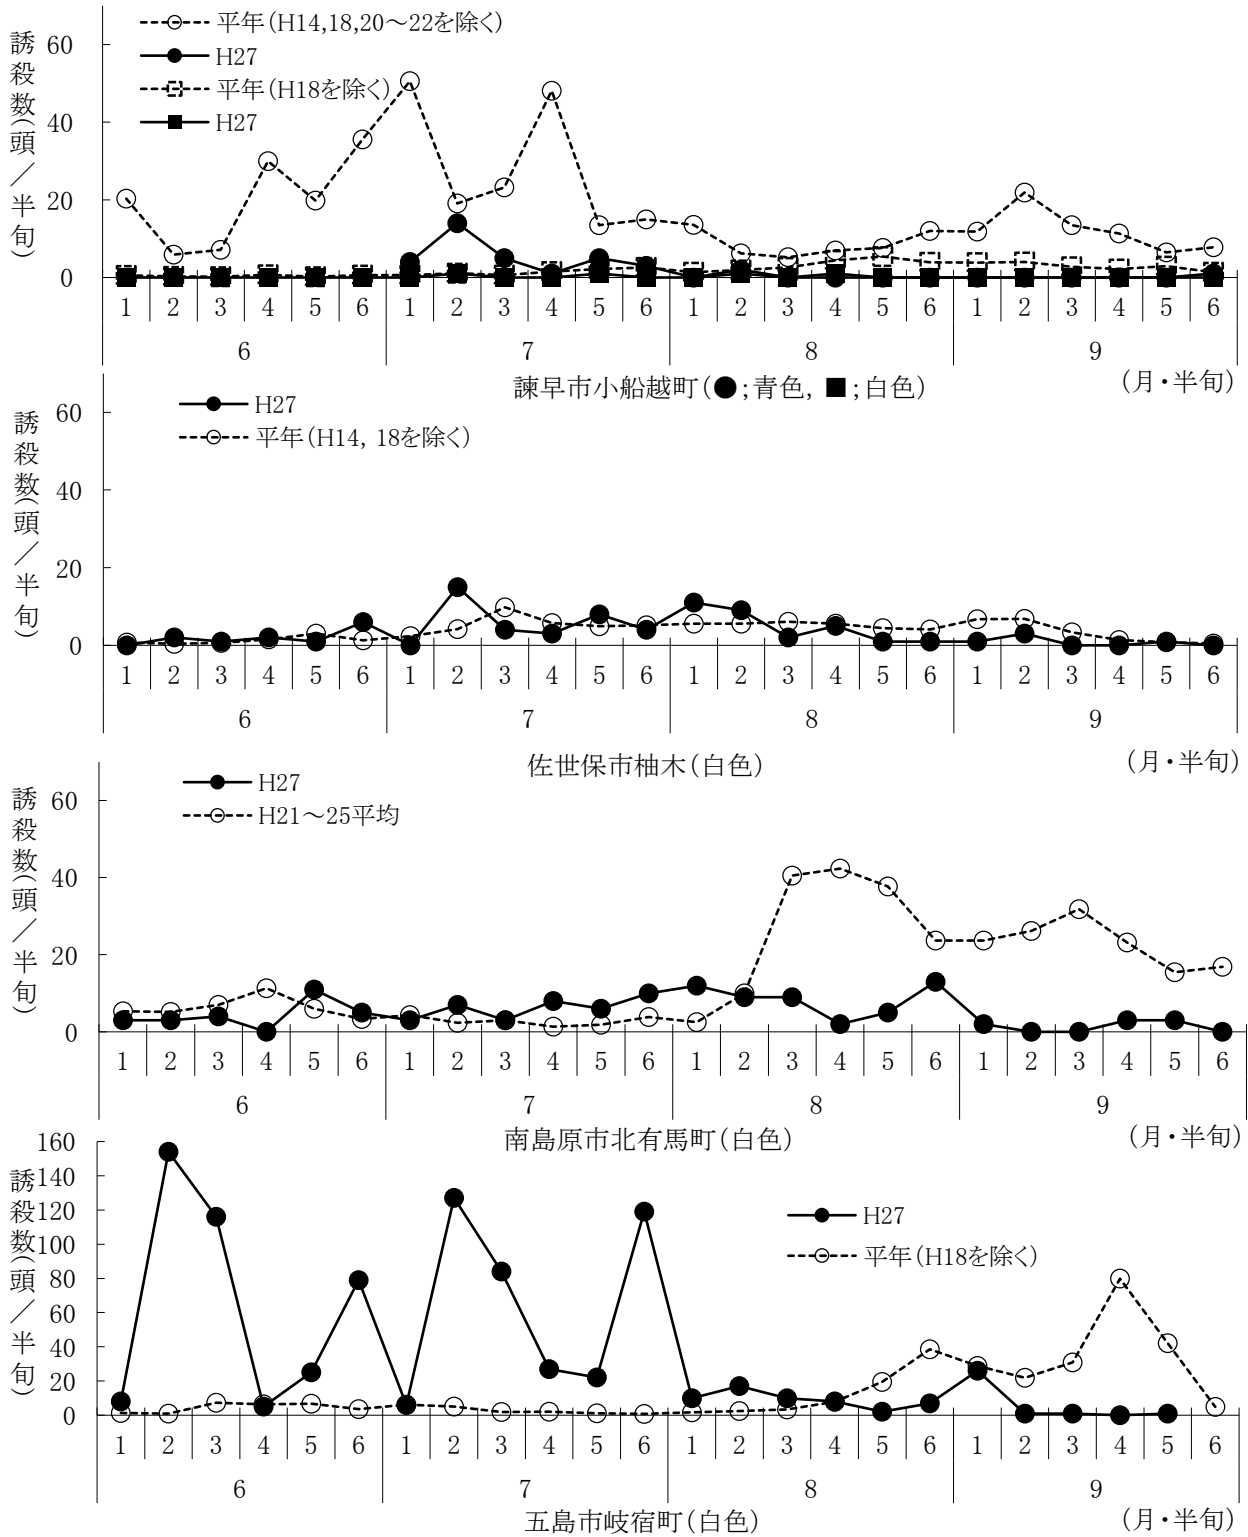 平年(H14,18,20～22を除く)
H27
平年(H18を除く)
H27
誘殺数(頭／半旬)
60
40
20
0
1 2 3 4 5 6 1 2 3 4 5 6 1 2 3 4 5 6 1 2 3 4 5 6
6 7 8 9
諫早市小船越町(●;青色, ■;白色)
(月・半旬)
H27
平年(H14, 18を除く)
誘殺数(頭／半旬)
60
40
20
0
1 2 3 4 5 6 1 2 3 4 5 6 1 2 3 4 5 6 1 2 3 4 5 6
6 7 8 9
佐世保市柚木(白色)
(月・半旬)
H27
H21～25平均
誘殺数(頭／半旬)
60
40
20
0
1 2 3 4 5 6 1 2 3 4 5 6 1 2 3 4 5 6 1 2 3 4 5 6
6 7 8 9
南島原市北有馬町(白色)
(月・半旬)
H27
平年(H18を除く)
誘殺数(頭／半旬)
160
140
120
100
80
60
40
20
0
1 2 3 4 5 6 1 2 3 4 5 6 1 2 3 4 5 6 1 2 3 4 5 6
6 7 8 9
五島市岐宿町(白色)
(月・半旬)